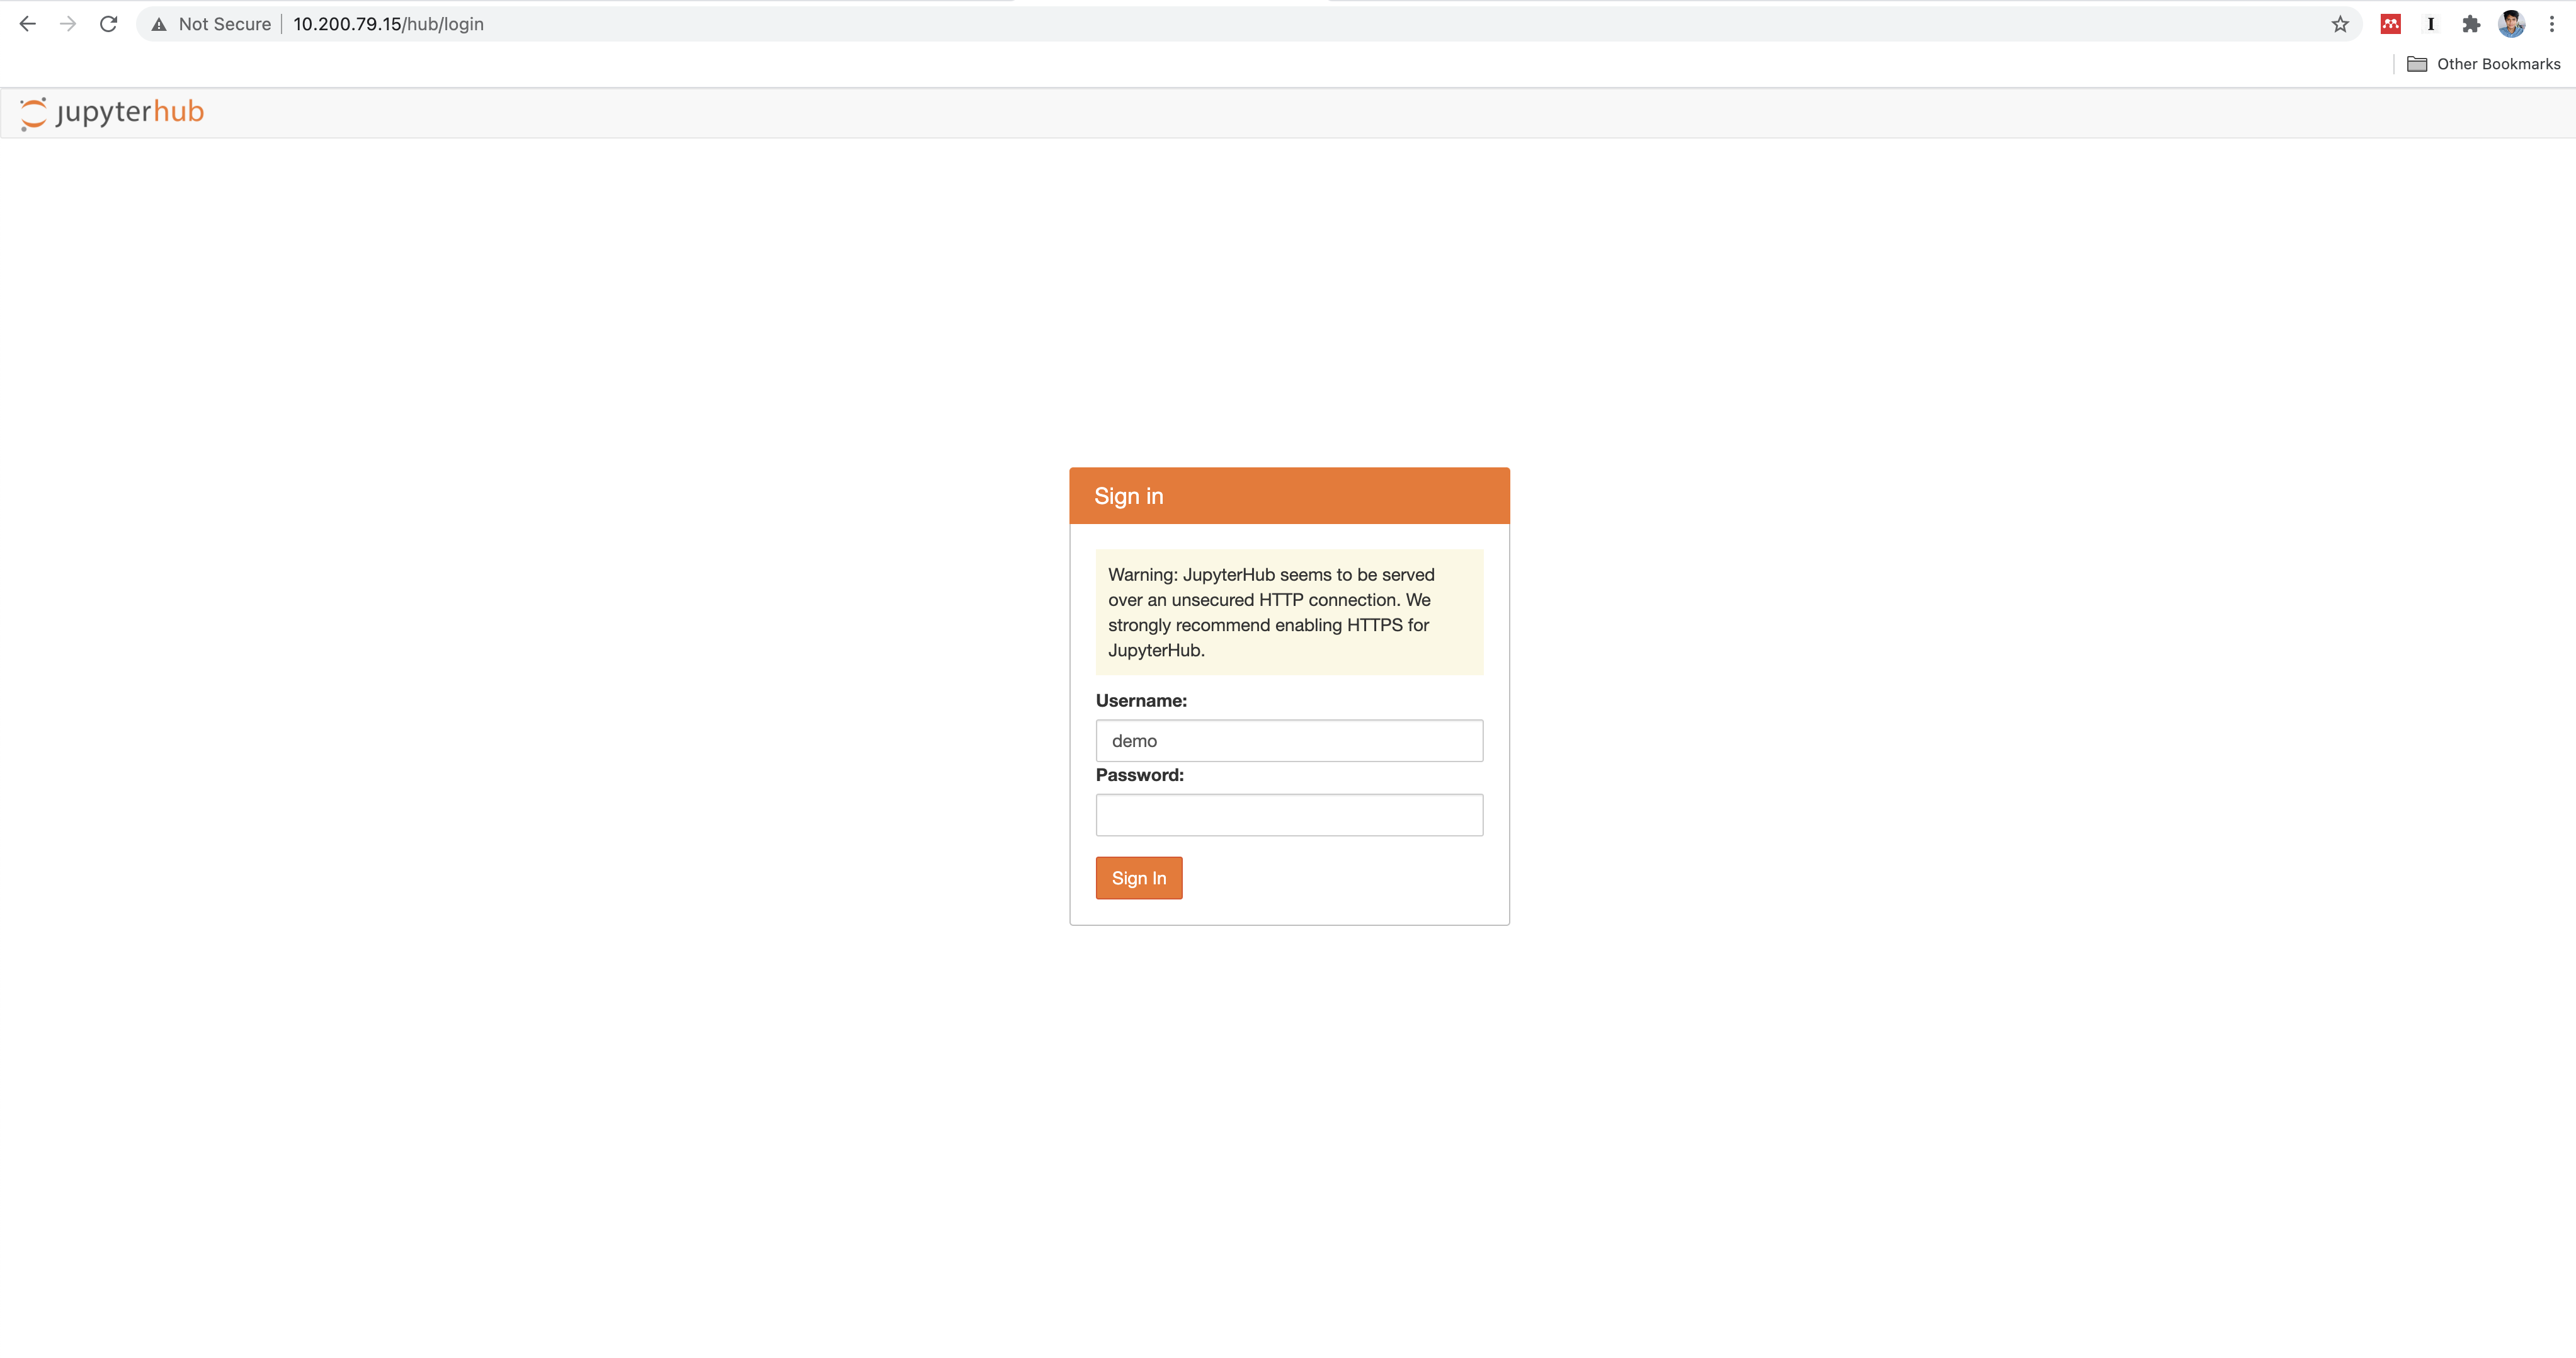 Not Secure 10.200.79.15/hub/login
Other Bookmarks
jupyterhub
Sign in
Warning: JupyterHub seems to be served
over an unsecured HTTP connection. We
strongly recommend enabling HTTPS for
JupyterHub.
Username:
demo
Password:
Sign In